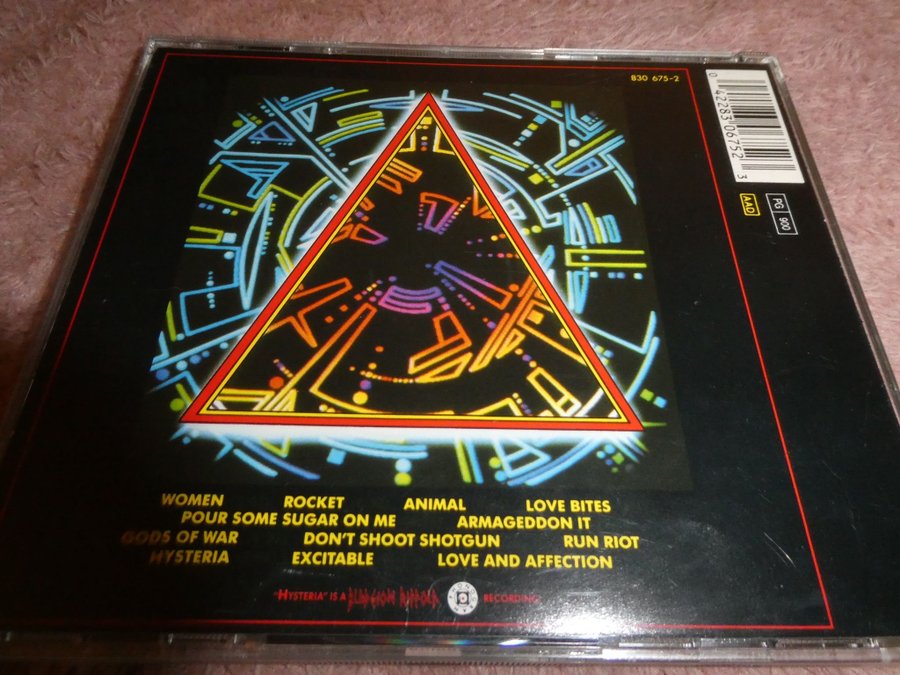 830 675-2
0 42283 06752 3
PG 900
AAD
WOMEN ROCKET ANIMAL LOVE BITES
POUR SOME SUGAR ON ME ARMAGEDDON IT
GODS OF WAR DON'T SHOOT SHOTGUN RUN RIOT
HYSTERIA EXCITABLE LOVE AND AFFECTION
"HYSTERIA" IS A BLUDGEON RIFFOLA RECORDING